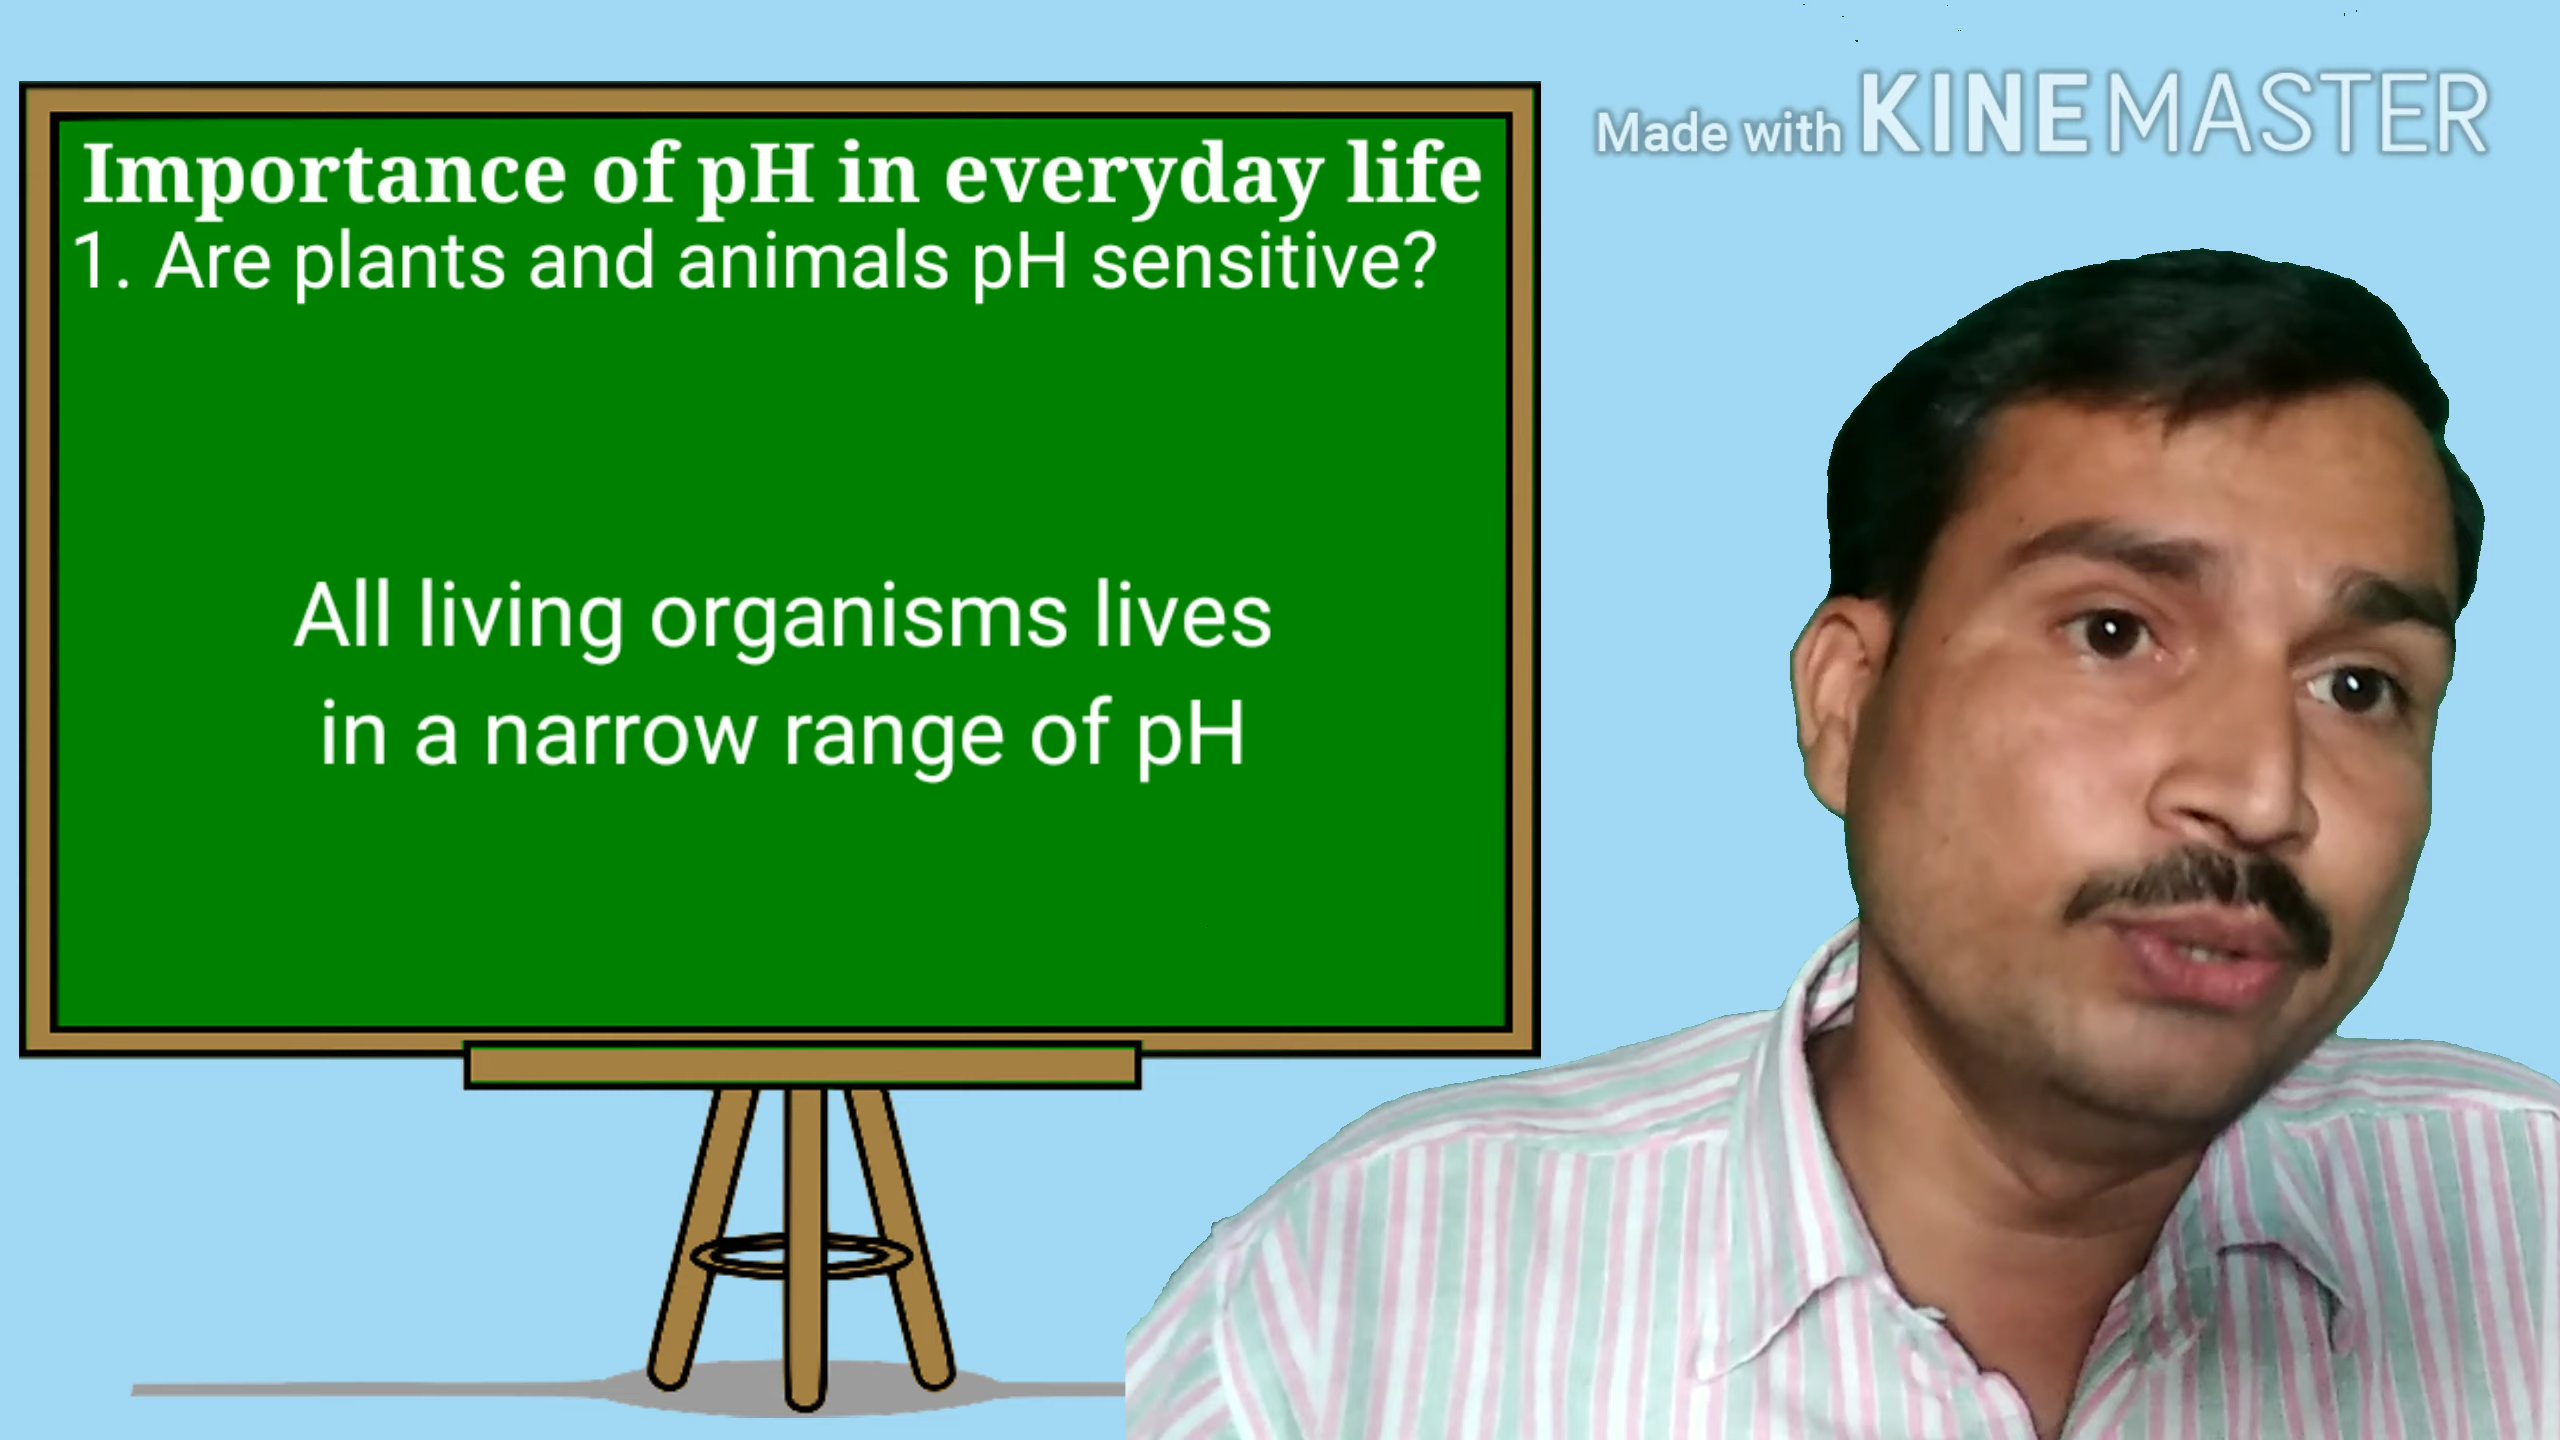 Importance of pH in everyday life
1. Are plants and animals pH sensitive?
All living organisms lives
in a narrow range of pH
Made with KINEMASTER